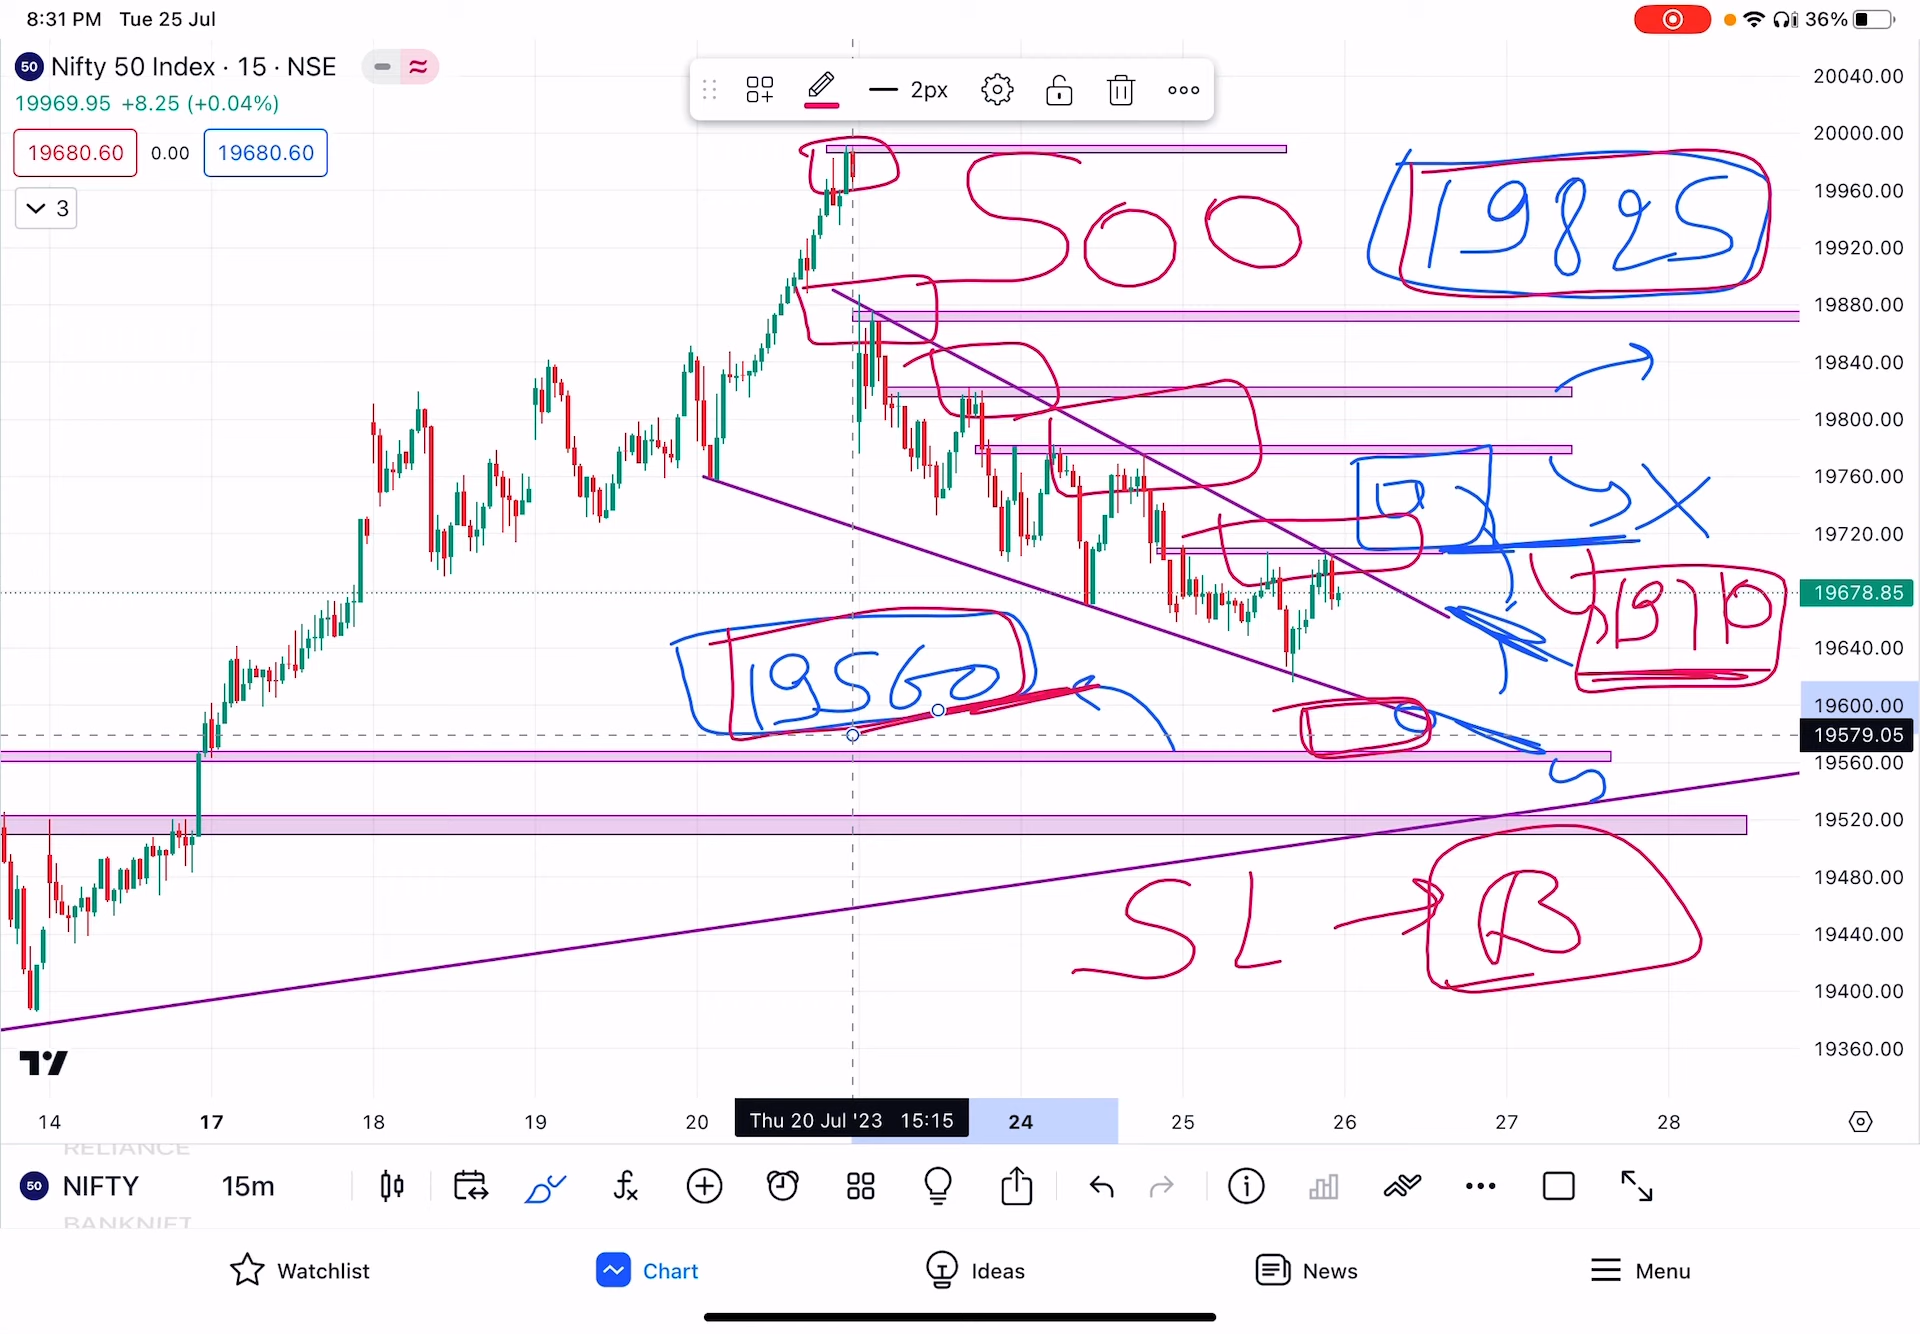 8:31 PM Tue 25 Jul
36%
50 Nifty 50 Index · 15 · NSE
19969.95 +8.25 (+0.04%)
19680.60 0.00 19680.60
3
2px
500
19825
19560
SL → B
20040.00
20000.00
19960.00
19920.00
19880.00
19840.00
19800.00
19760.00
19720.00
19678.85
19640.00
19600.00
19579.05
19560.00
19520.00
19480.00
19440.00
19400.00
19360.00
14 17 18 19 20 Thu 20 Jul '23 15:15 24 25 26 27 28
RELIANCE
50 NIFTY 15m
BANKNIFT
Watchlist Chart Ideas News Menu